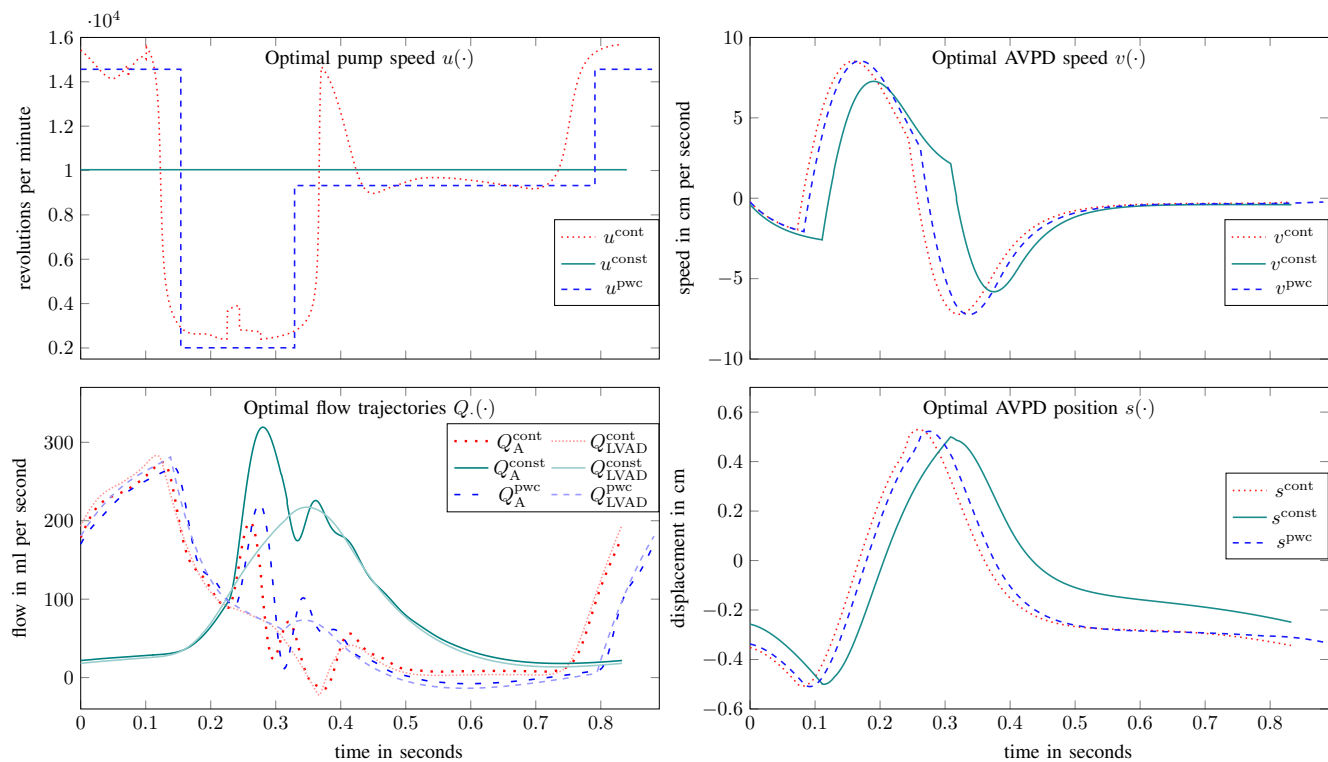 ·10⁴
Optimal pump speed u(·)
1.6
1.4
1.2
1
0.8
0.6
0.4
0.2
revolutions per minute
u^cont
u^const
u^pwc
Optimal AVPD speed v(·)
10
5
0
−5
−10
speed in cm per second
v^cont
v^const
v^pwc
Optimal flow trajectories Q.(·)
300
200
100
0
flow in ml per second
Q_A^cont Q_LVAD^cont
Q_A^const Q_LVAD^const
Q_A^pwc Q_LVAD^pwc
0 0.1 0.2 0.3 0.4 0.5 0.6 0.7 0.8
time in seconds
Optimal AVPD position s(·)
0.6
0.4
0.2
0
−0.2
−0.4
−0.6
displacement in cm
s^cont
s^const
s^pwc
0 0.1 0.2 0.3 0.4 0.5 0.6 0.7 0.8
time in seconds